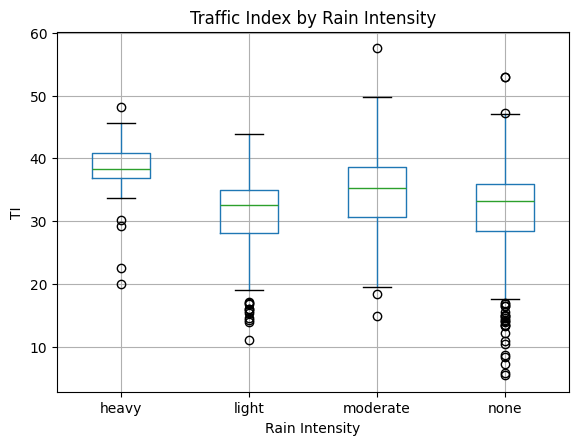 Traffic Index by Rain Intensity
60
50
40
30
20
10
TI
heavy
light
moderate
none
Rain Intensity